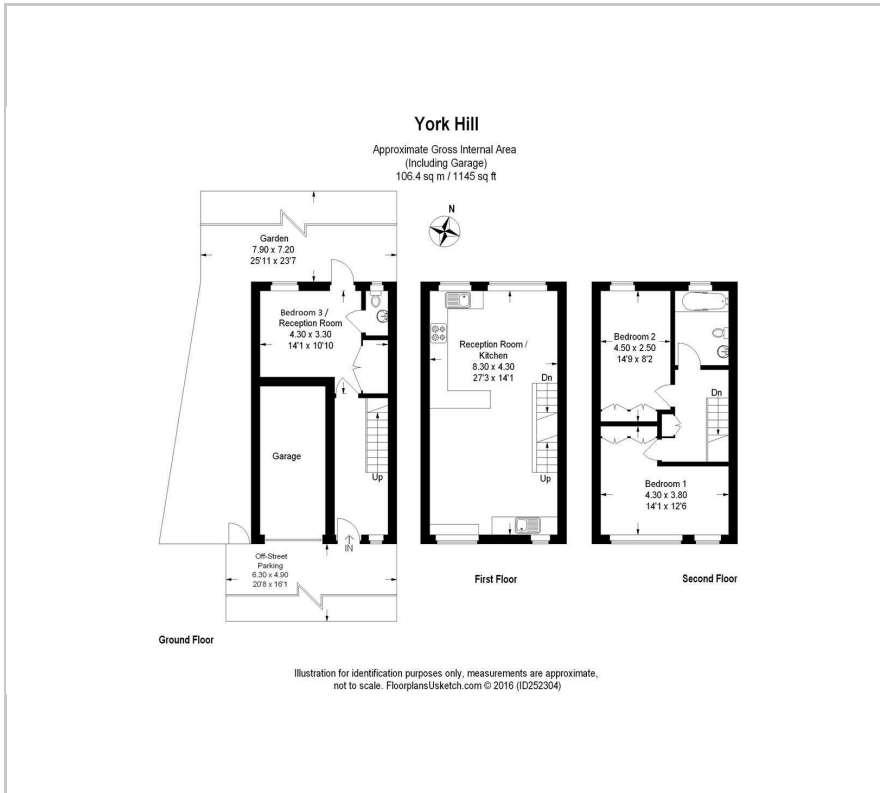 York Hill
Approximate Gross Internal Area
(Including Garage)
106.4 sq m / 1145 sq ft
N
Garden
7.90 x 7.20
25'11 x 23'7
Bedroom 3 /
Reception Room
4.30 x 3.30
14'1 x 10'10
Garage
Up
IN
Off-Street
Parking
6.30 x 4.90
20'8 x 16'1
Ground Floor
Reception Room /
Kitchen
8.30 x 4.30
27'3 x 14'1
Dn
Up
First Floor
Bedroom 2
4.50 x 2.50
14'9 x 8'2
Dn
Bedroom 1
4.30 x 3.80
14'1 x 12'6
Second Floor
Illustration for identification purposes only, measurements are approximate,
not to scale. FloorplansUsketch.com © 2016 (ID252304)